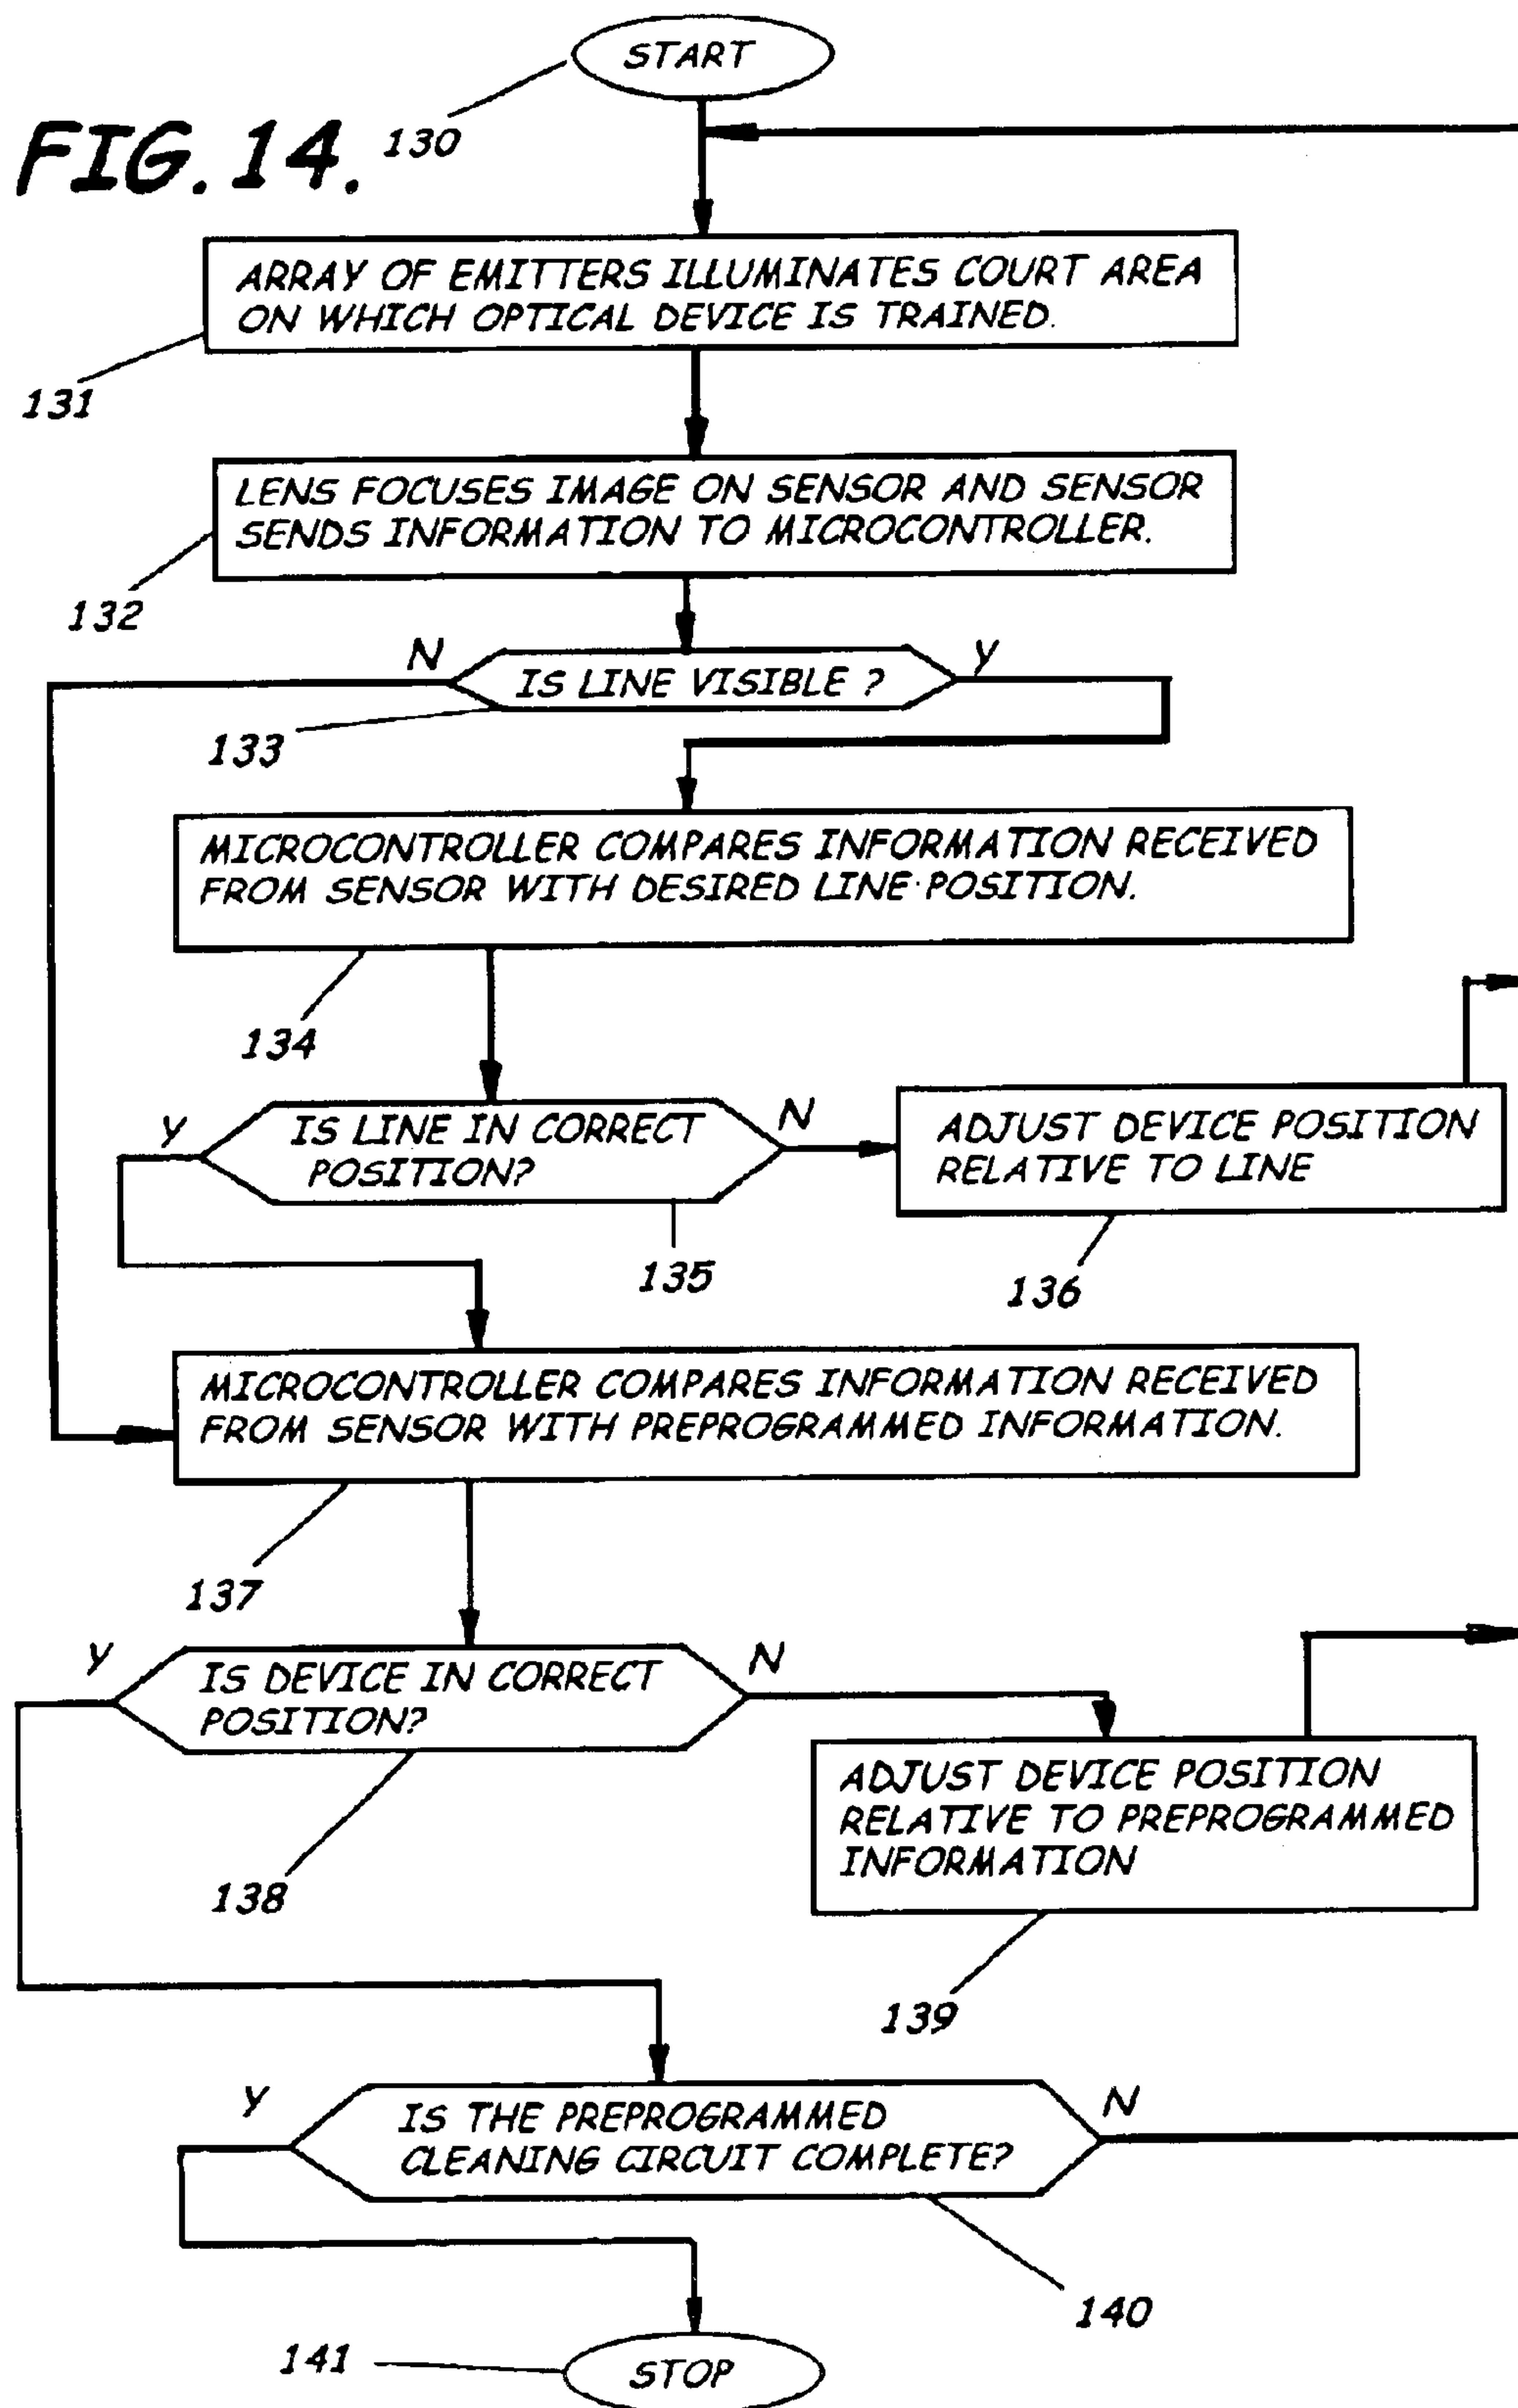 START
FIG. 14.
130
ARRAY OF EMITTERS ILLUMINATES COURT AREA
ON WHICH OPTICAL DEVICE IS TRAINED.
131
LENS FOCUSES IMAGE ON SENSOR AND SENSOR
SENDS INFORMATION TO MICROCONTROLLER.
132
N
Y
IS LINE VISIBLE ?
133
MICROCONTROLLER COMPARES INFORMATION RECEIVED
FROM SENSOR WITH DESIRED LINE POSITION.
134
Y
IS LINE IN CORRECT
POSITION?
N
ADJUST DEVICE POSITION
RELATIVE TO LINE
135
136
MICROCONTROLLER COMPARES INFORMATION RECEIVED
FROM SENSOR WITH PREPROGRAMMED INFORMATION.
137
Y
IS DEVICE IN CORRECT
POSITION?
N
ADJUST DEVICE POSITION
RELATIVE TO PREPROGRAMMED
INFORMATION
138
139
Y
IS THE PREPROGRAMMED
CLEANING CIRCUIT COMPLETE?
N
140
141
STOP